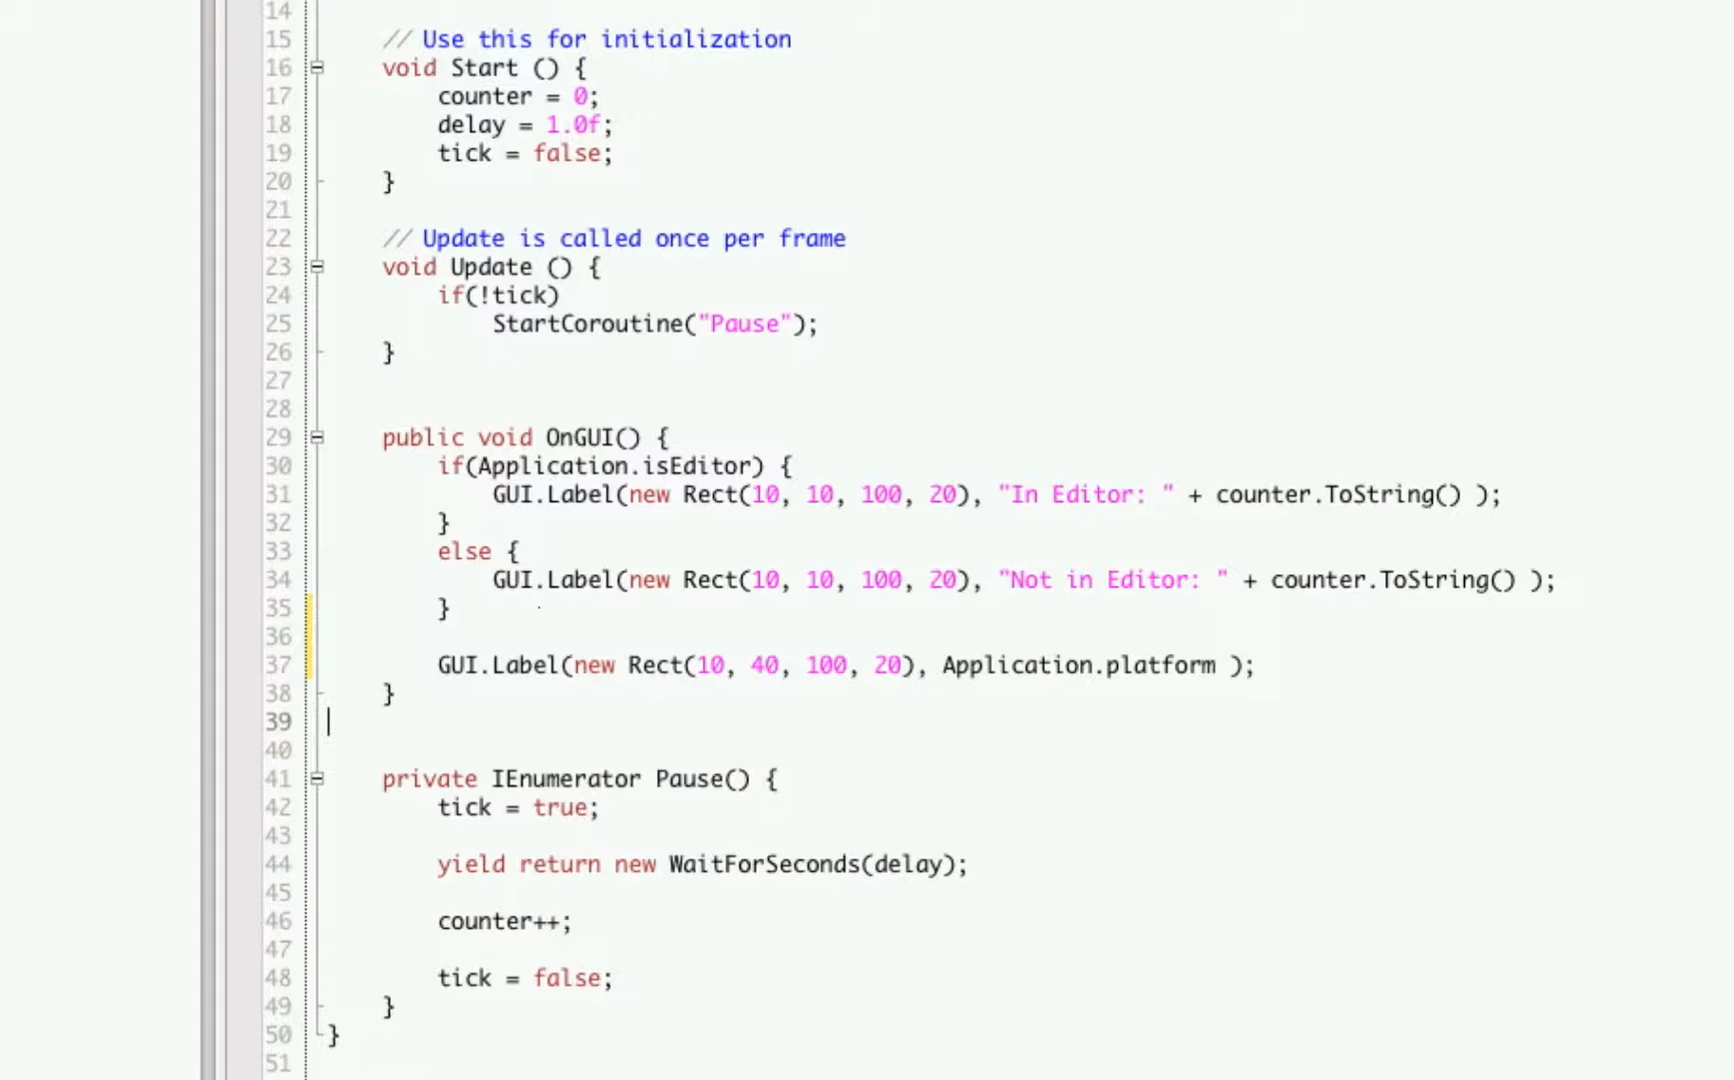 14
15 // Use this for initialization
16 void Start () {
17 counter = 0;
18 delay = 1.0f;
19 tick = false;
20 }
21
22 // Update is called once per frame
23 void Update () {
24 if(!tick)
25 StartCoroutine("Pause");
26 }
27
28
29 public void OnGUI() {
30 if(Application.isEditor) {
31 GUI.Label(new Rect(10, 10, 100, 20), "In Editor: " + counter.ToString() );
32 }
33 else {
34 GUI.Label(new Rect(10, 10, 100, 20), "Not in Editor: " + counter.ToString() );
35 }
36
37 GUI.Label(new Rect(10, 40, 100, 20), Application.platform );
38 }
39
40
41 private IEnumerator Pause() {
42 tick = true;
43
44 yield return new WaitForSeconds(delay);
45
46 counter++;
47
48 tick = false;
49 }
50 }
51